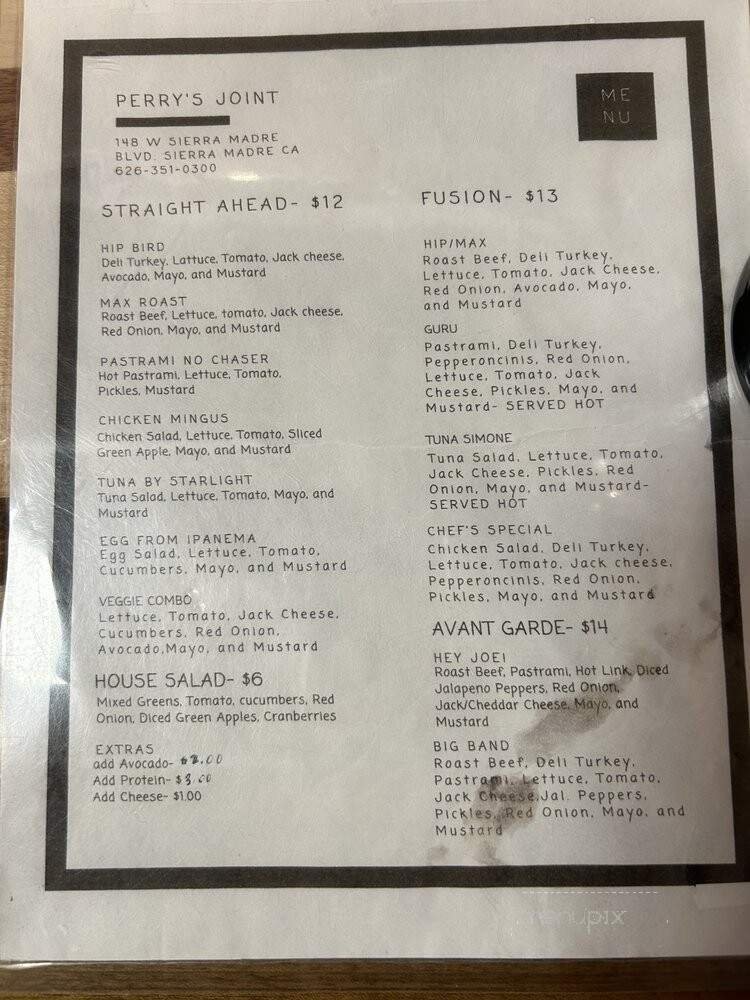 PERRY'S JOINT
148 W SIERRA MADRE
BLVD. SIERRA MADRE CA
626-351-0300
ME
NU
STRAIGHT AHEAD- $12
HIP BIRD
Deli Turkey, Lattuce, Tomato, Jack cheese,
Avocado, Mayo, and Mustard
MAX ROAST
Roast Beef, Lettuce, tomato, Jack cheese,
Red Onion, Mayo, and Mustard
PASTRAMI NO CHASER
Hot Pastrami, Lettuce, Tomato,
Pickles, Mustard
CHICKEN MINGUS
Chicken Salad, Lettuce, Tomato, Sliced
Green Apple, Mayo, and Mustard
TUNA BY STARLIGHT
Tuna Salad, Lettuce, Tomato, Mayo, and
Mustard
EGG FROM IPANEMA
Egg Salad, Lettuce, Tomato,
Cucumbers, Mayo, and Mustard
VEGGIE COMBO
Lettuce, Tomato, Jack Cheese,
Cucumbers, Red Onion,
Avocado,Mayo, and Mustard
HOUSE SALAD- $6
Mixed Greens, Tomato, cucumbers, Red
Onion, Diced Green Apples, Cranberries
EXTRAS
add Avocado- $2.00
Add Protein- $3.00
Add Cheese- $1.00
FUSION- $13
HIP/MAX
Roast Beef, Deli Turkey,
Lettuce, Tomato, Jack Cheese,
Red Onion, Avocado, Mayo,
and Mustard
GURU
Pastrami, Deli Turkey,
Pepperoncinis, Red Onion,
Lettuce, Tomato, Jack
Cheese, Pickles, Mayo, and
Mustard- SERVED HOT
TUNA SIMONE
Tuna Salad, Lettuce, Tomato,
Jack Cheese, Pickles, Red
Onion, Mayo, and Mustard-
SERVED HOT
CHEF'S SPECIAL
Chicken Salad, Deli Turkey,
Lettuce, Tomato, Jack cheese,
Pepperoncinis, Red Onion,
Pickles, Mayo, and Mustard
AVANT GARDE- $14
HEY JOE!
Roast Beef, Pastrami, Hot Link, Diced
Jalapeno Peppers, Red Onion,
Jack/Cheddar Cheese, Mayo, and
Mustard
BIG BAND
Roast Beef, Deli Turkey,
Pastrami, Lettuce, Tomato,
Jack Cheese,Jal. Peppers,
Pickles, Red Onion, Mayo, and
Mustard
menupix